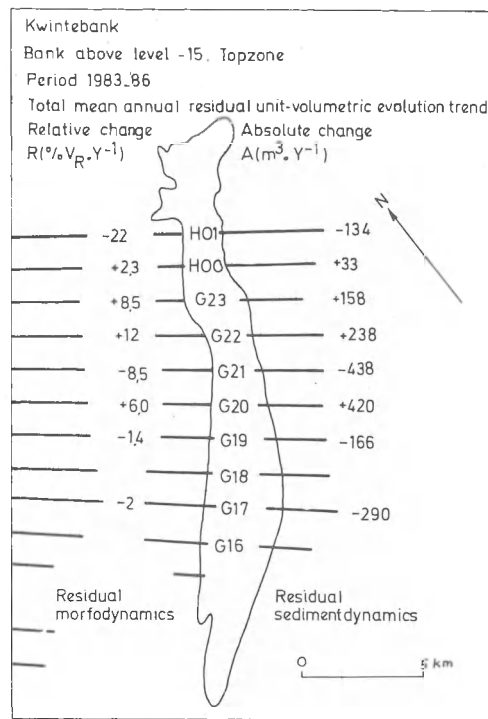 Kwintebank
Bank above level -15. Topzone
Period 1983-'86
Total mean annual residual unit-volumetric evolution trend
Relative change Absolute change
R(% V_R. Y⁻¹) A(m³. Y⁻¹)
N
-22 H01 -134
+2,3 H00 +33
+8,5 G23 +158
+12 G22 +238
-8,5 G21 -438
+6,0 G20 +420
-1,4 G19 -166
G18
-2 G17 -290
G16
Residual Residual
morfodynamics sedimentdynamics
0 5 km